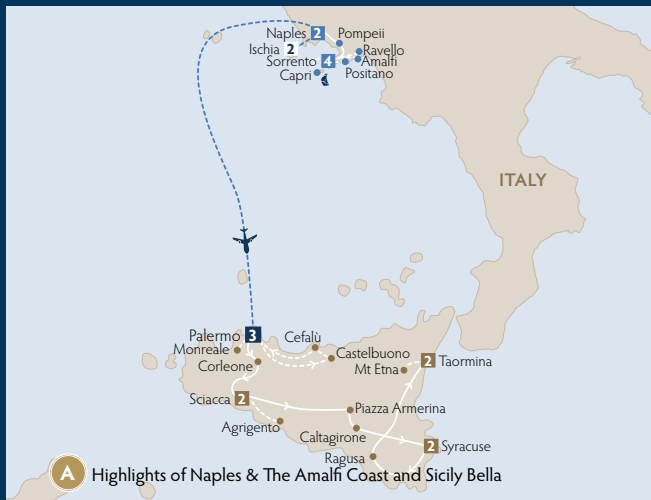 Naples 2 Pompeii
Ischia 2
Ravello
Sorrento 4 Amalfi
Capri Positano
ITALY
Palermo 3
Monreale
Cefalù
Castelbuono
Corleone
Mt Etna
2 Taormina
Sciacca 2
Piazza Armerina
Agrigento
Caltagirone
2 Syracuse
Ragusa
A Highlights of Naples & The Amalfi Coast and Sicily Bella